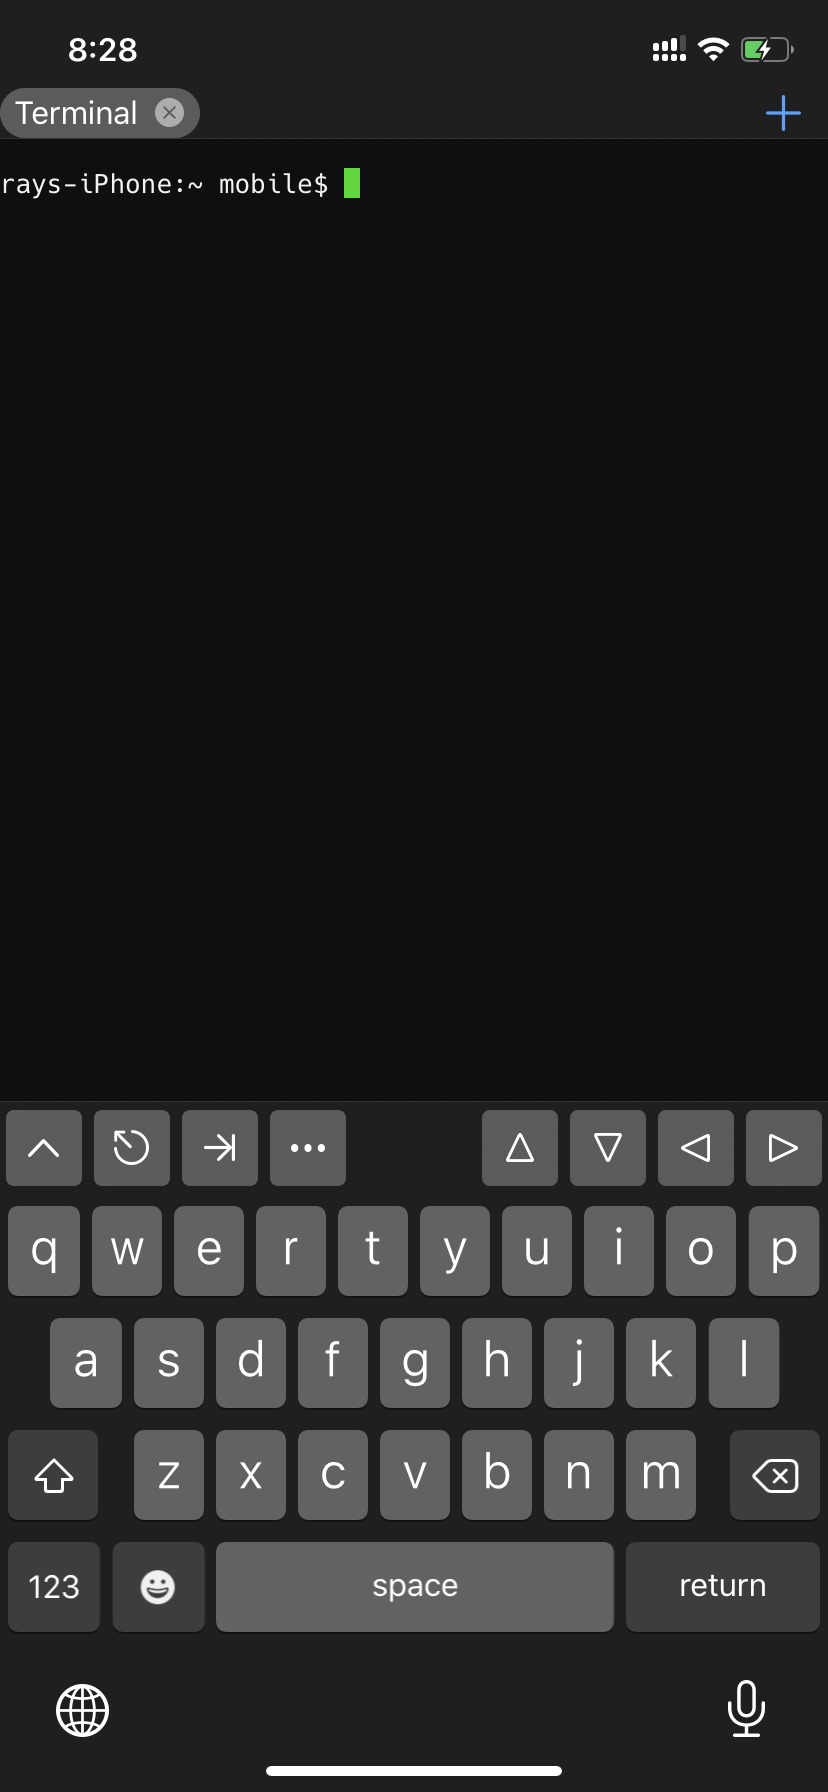 8:28
Terminal
rays-iPhone:~ mobile$
q w e r t y u i o p
a s d f g h j k l
z x c v b n m
123 space return